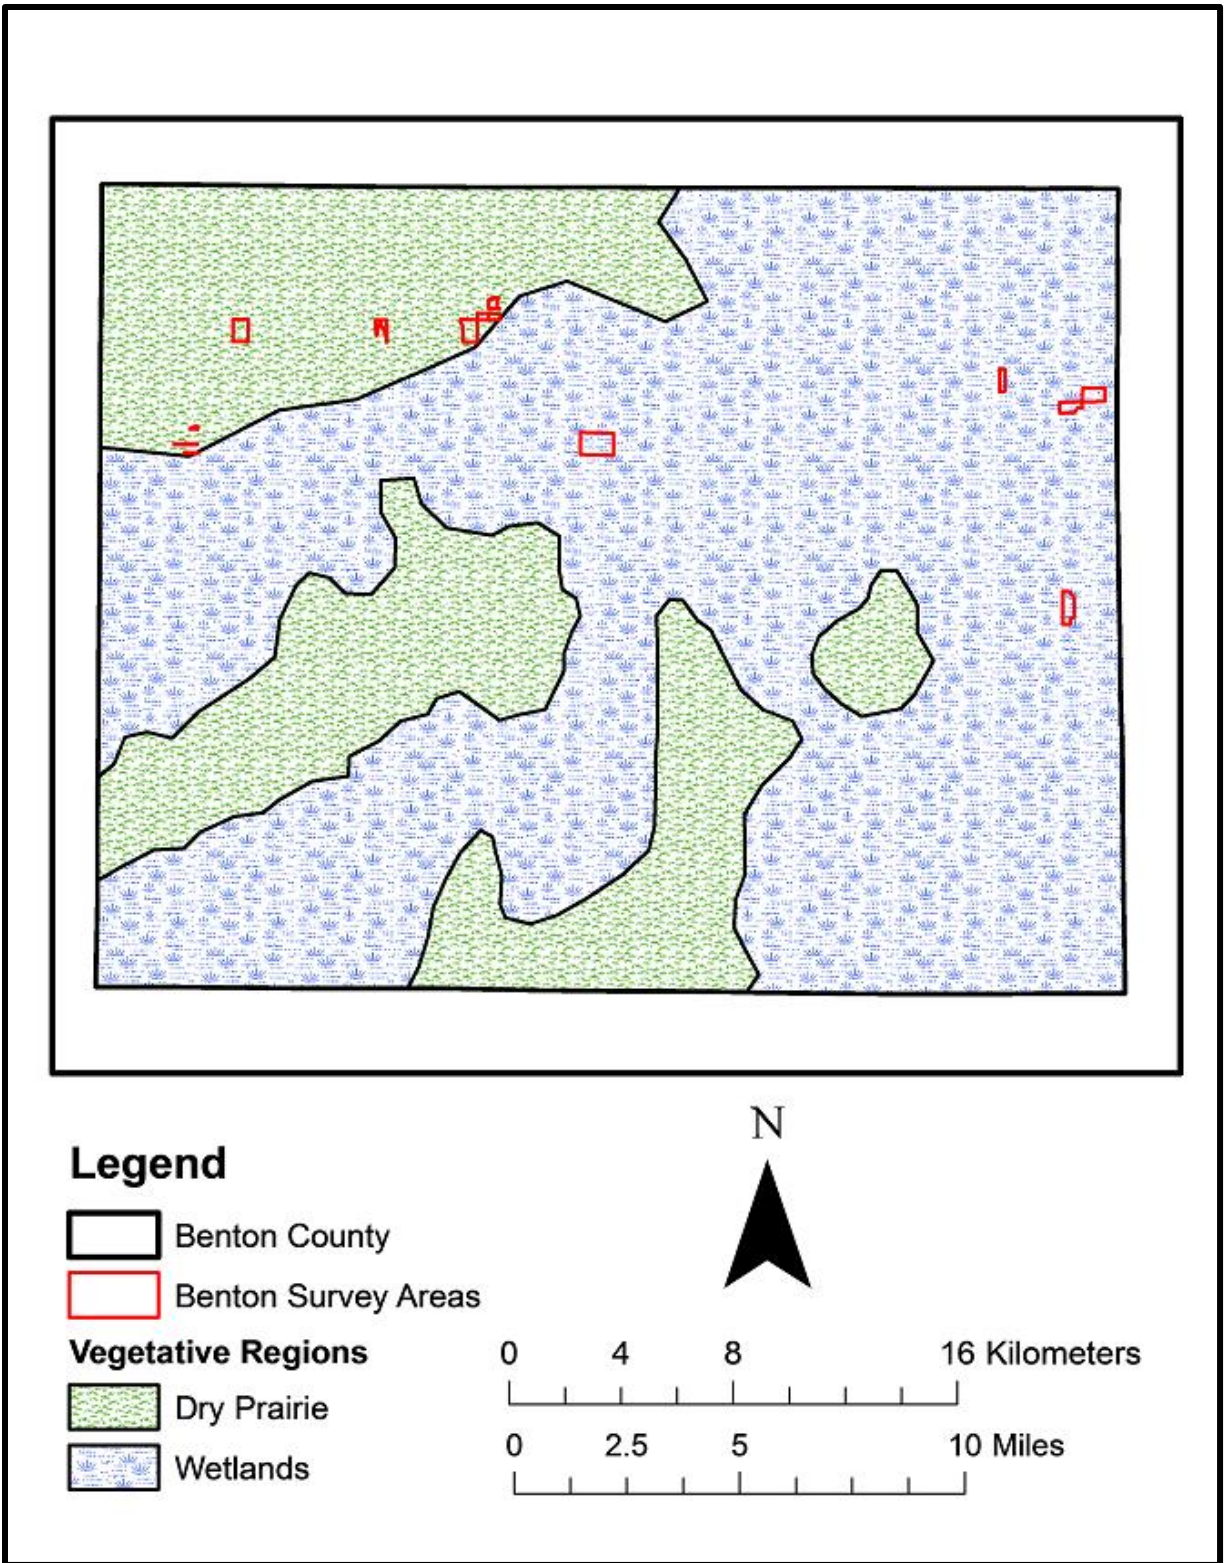 N
Legend
Benton County
Benton Survey Areas
Vegetative Regions
Dry Prairie
Wetlands
0 4 8 16 Kilometers
0 2.5 5 10 Miles